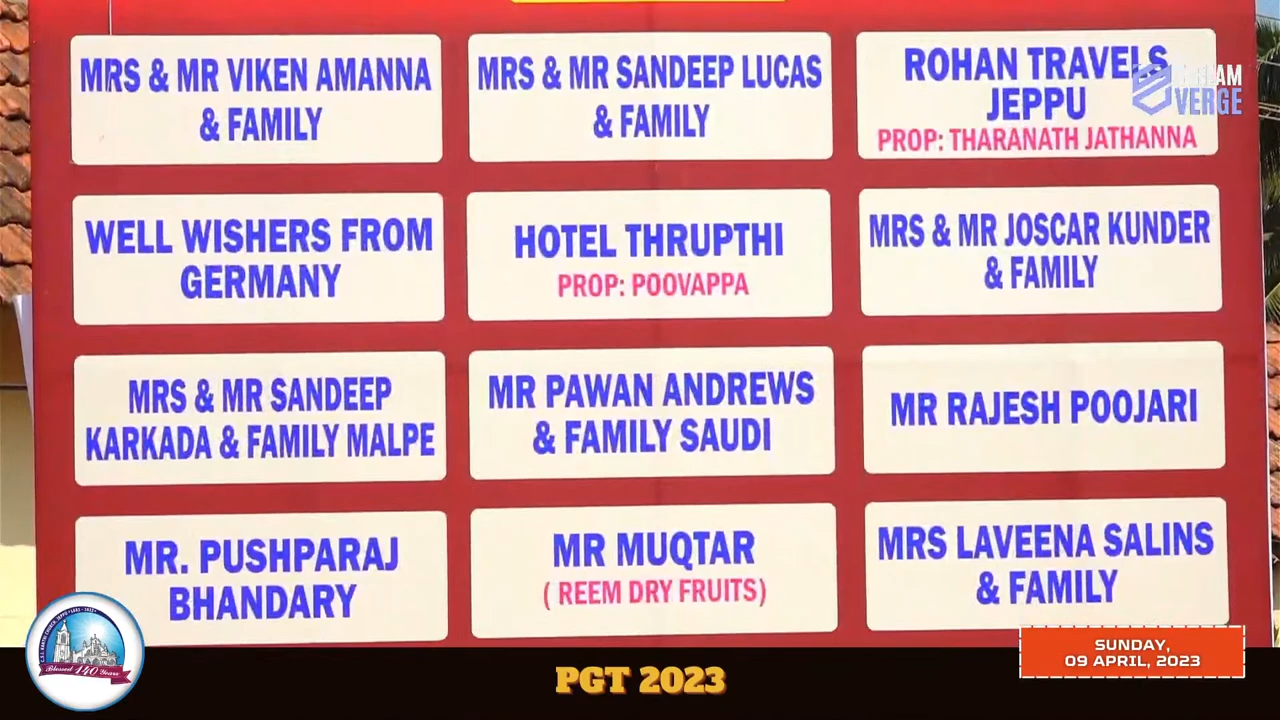 MRS & MR VIKEN AMANNA
& FAMILY
MRS & MR SANDEEP LUCAS
& FAMILY
ROHAN TRAVELS
JEPPU
PROP: THARANATH JATHANNA
VERGE
WELL WISHERS FROM
GERMANY
HOTEL THRUPTHI
PROP: POOVAPPA
MRS & MR JOSCAR KUNDER
& FAMILY
MRS & MR SANDEEP
KARKADA & FAMILY MALPE
MR PAWAN ANDREWS
& FAMILY SAUDI
MR RAJESH POOJARI
MR. PUSHPARAJ
BHANDARY
MR MUQTAR
( REEM DRY FRUITS)
MRS LAVEENA SALINS
& FAMILY
Blessed 140 Years
PGT 2023
SUNDAY,
09 APRIL, 2023